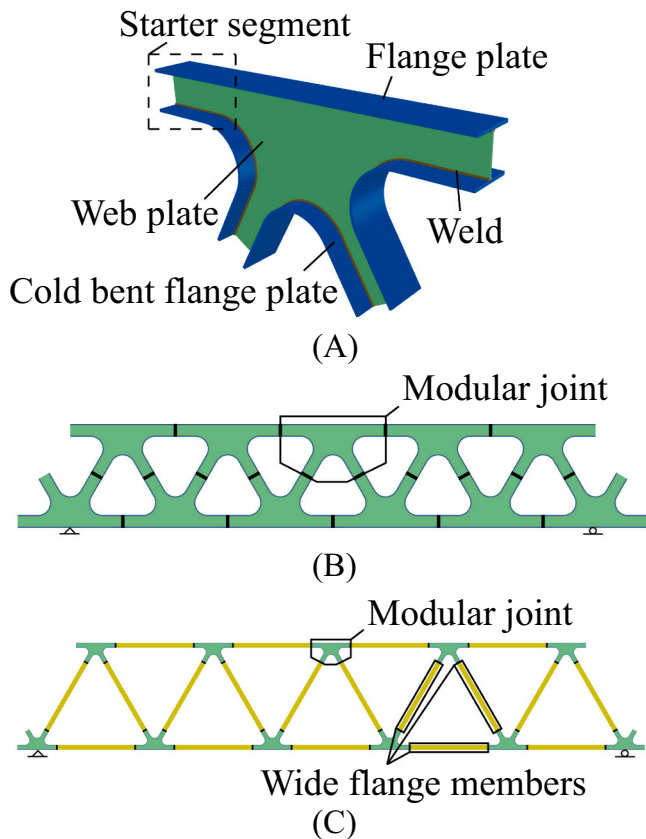 Starter segment
Flange plate
Web plate
Weld
Cold bent flange plate
(A)
Modular joint
(B)
Modular joint
Wide flange members
(C)